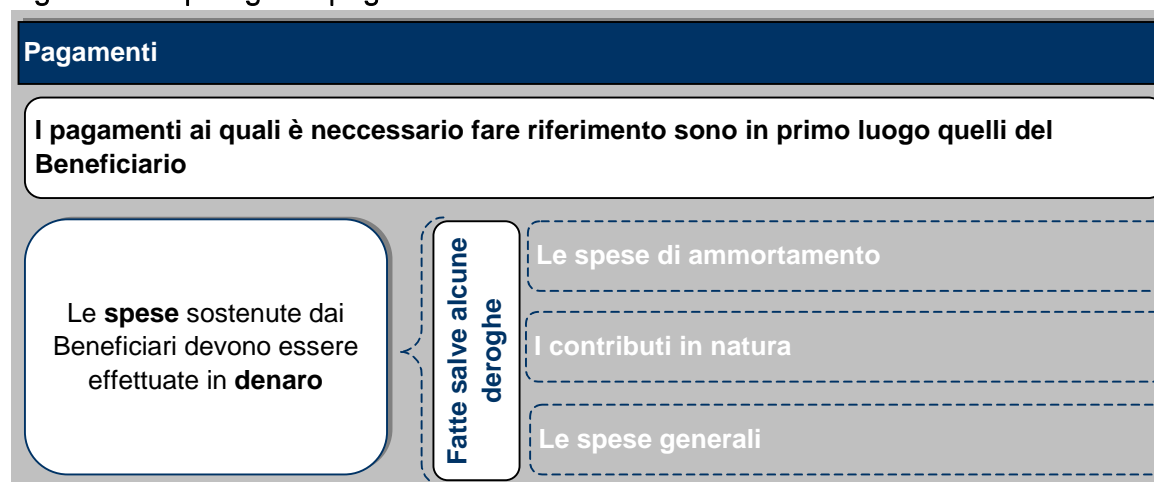 Pagamenti
I pagamenti ai quali è neccessario fare riferimento sono in primo luogo quelli del
Beneficiario
Le spese sostenute dai
Beneficiari devono essere
effettuate in denaro
Fatte salve alcune
deroghe
Le spese di ammortamento
I contributi in natura
Le spese generali